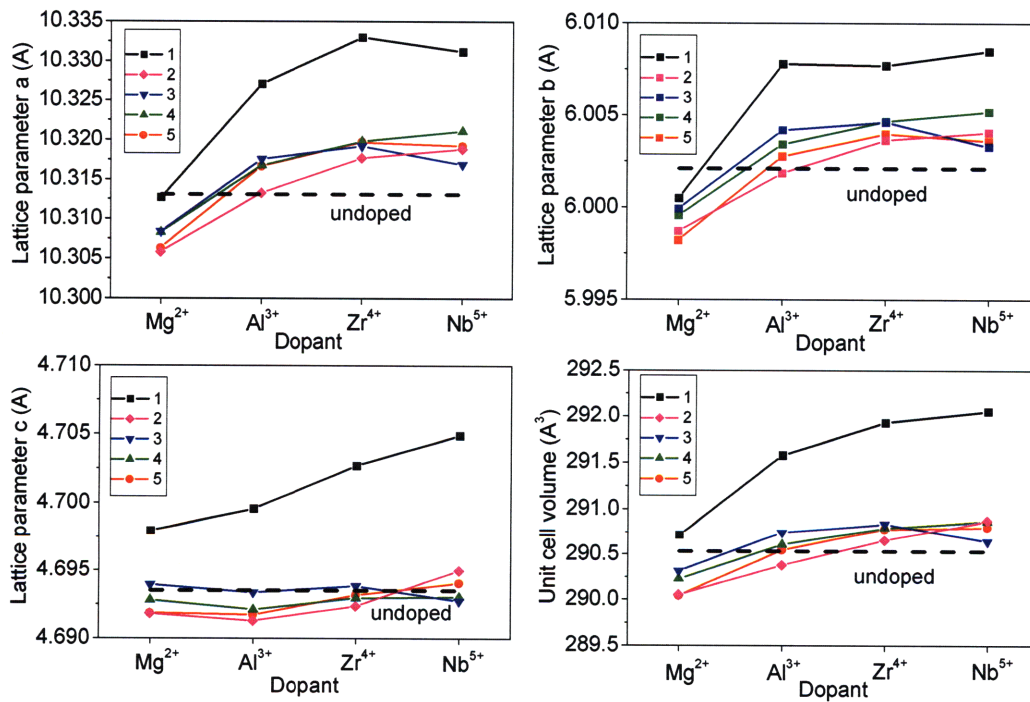 Lattice parameter a (A)
10.335
10.330
10.325
10.320
10.315
10.310
10.305
10.300
1
2
3
4
5
undoped
Mg²⁺
Al³⁺
Zr⁴⁺
Nb⁵⁺
Dopant
Lattice parameter b (A)
6.010
6.005
6.000
5.995
1
2
3
4
5
undoped
Mg²⁺
Al³⁺
Zr⁴⁺
Nb⁵⁺
Dopant
Lattice parameter c (A)
4.710
4.705
4.700
4.695
4.690
1
2
3
4
5
undoped
Mg²⁺
Al³⁺
Zr⁴⁺
Nb⁵⁺
Dopant
Unit cell volume (A³)
292.5
292.0
291.5
291.0
290.5
290.0
289.5
1
2
3
4
5
undoped
Mg²⁺
Al³⁺
Zr⁴⁺
Nb⁵⁺
Dopant